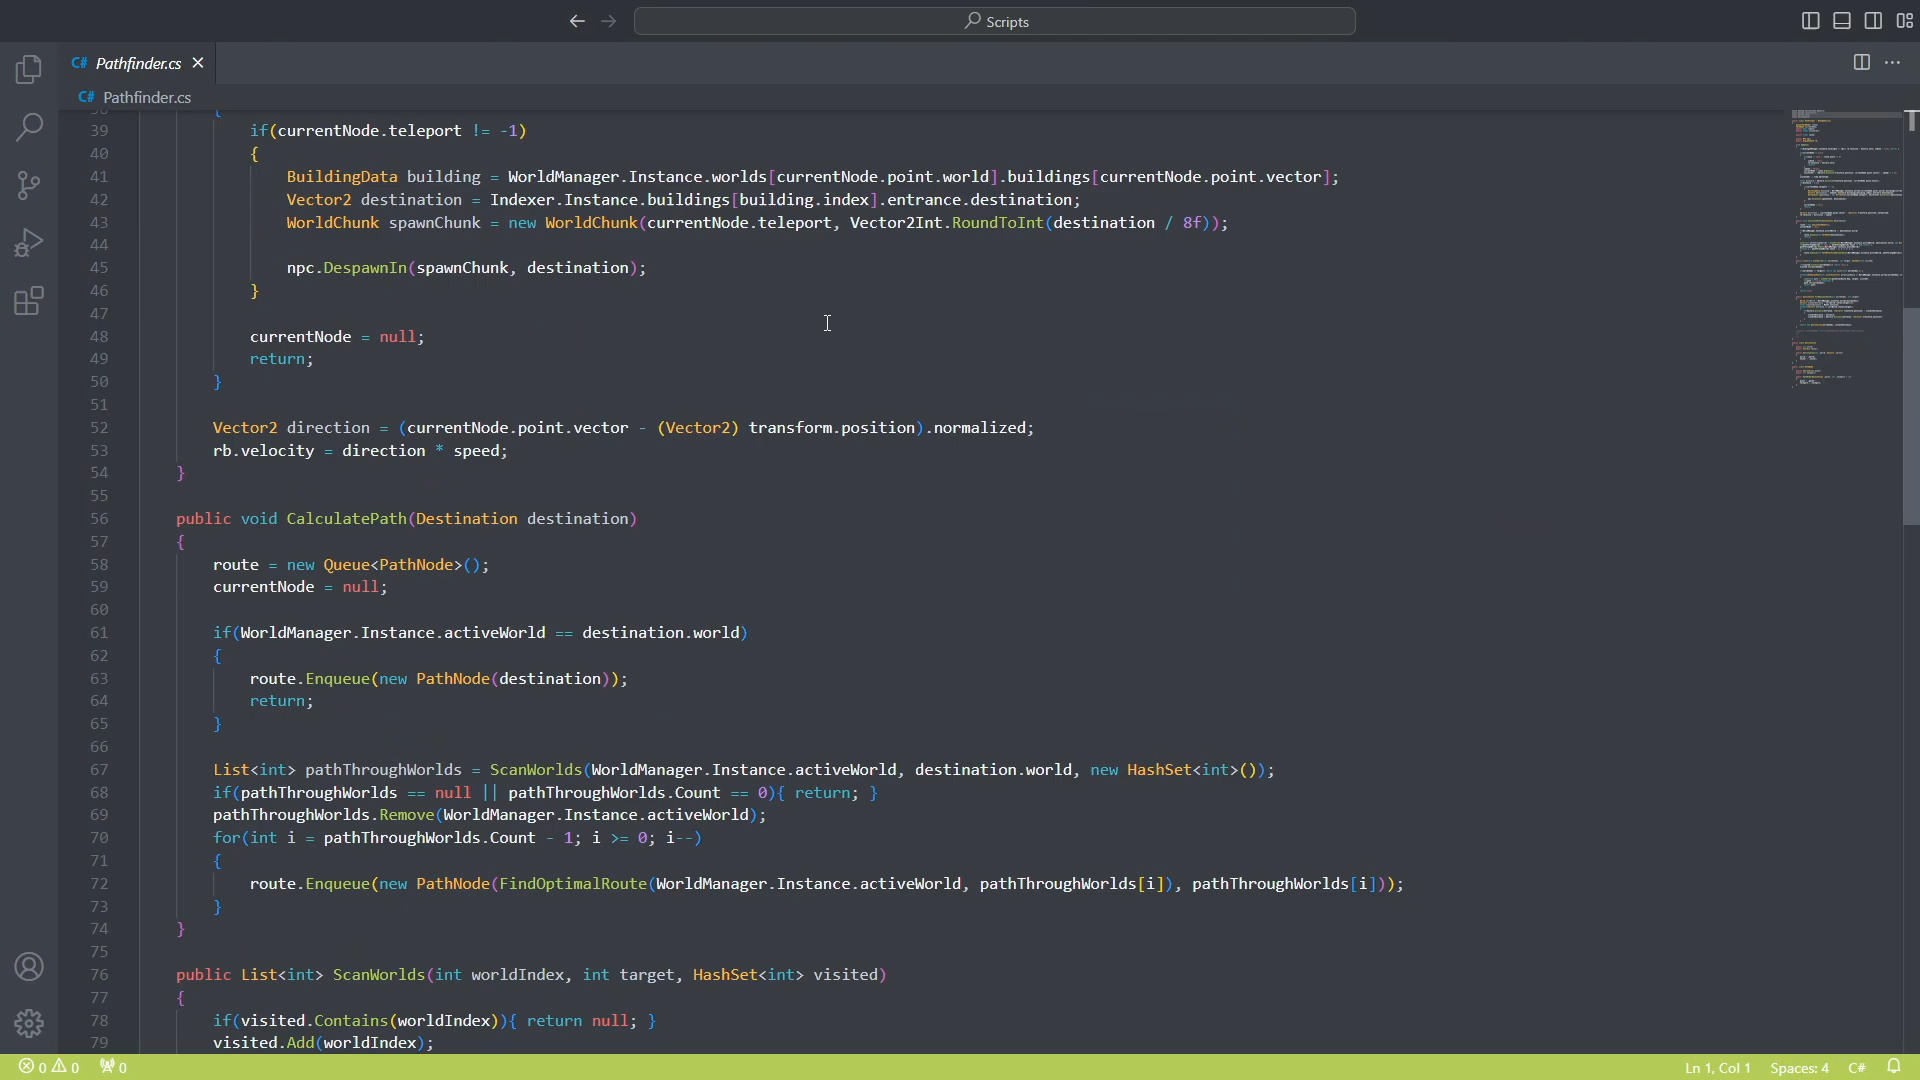 Scripts
C# Pathfinder.cs
C# Pathfinder.cs
39 if(currentNode.teleport != -1)
40 {
41 BuildingData building = WorldManager.Instance.worlds[currentNode.point.world].buildings[currentNode.point.vector];
42 Vector2 destination = Indexer.Instance.buildings[building.index].entrance.destination;
43 WorldChunk spawnChunk = new WorldChunk(currentNode.teleport, Vector2Int.RoundToInt(destination / 8f));
44
45 npc.DespawnIn(spawnChunk, destination);
46 }
47
48 currentNode = null;
49 return;
50 }
51
52 Vector2 direction = (currentNode.point.vector - (Vector2) transform.position).normalized;
53 rb.velocity = direction * speed;
54 }
55
56 public void CalculatePath(Destination destination)
57 {
58 route = new Queue<PathNode>();
59 currentNode = null;
60
61 if(WorldManager.Instance.activeWorld == destination.world)
62 {
63 route.Enqueue(new PathNode(destination));
64 return;
65 }
66
67 List<int> pathThroughWorlds = ScanWorlds(WorldManager.Instance.activeWorld, destination.world, new HashSet<int>());
68 if(pathThroughWorlds == null || pathThroughWorlds.Count == 0){ return; }
69 pathThroughWorlds.Remove(WorldManager.Instance.activeWorld);
70 for(int i = pathThroughWorlds.Count - 1; i >= 0; i--)
71 {
72 route.Enqueue(new PathNode(FindOptimalRoute(WorldManager.Instance.activeWorld, pathThroughWorlds[i]), pathThroughWorlds[i]));
73 }
74 }
75
76 public List<int> ScanWorlds(int worldIndex, int target, HashSet<int> visited)
77 {
78 if(visited.Contains(worldIndex)){ return null; }
79 visited.Add(worldIndex);
0 0 0 Ln 1, Col 1 Spaces: 4 C#